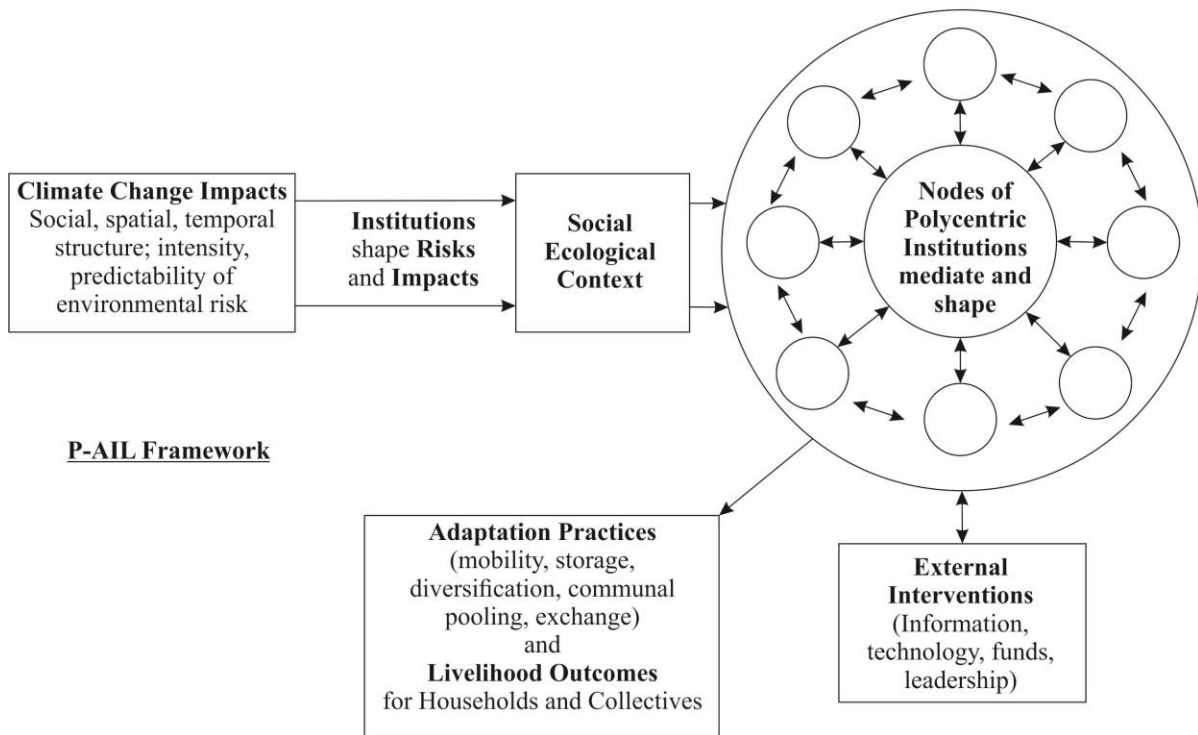 Climate Change Impacts
Social, spatial, temporal
structure; intensity,
predictability of
environmental risk
Institutions
shape Risks
and Impacts
Social
Ecological
Context
Nodes of
Polycentric
Institutions
mediate and
shape
P-AIL Framework
Adaptation Practices
(mobility, storage,
diversification, communal
pooling, exchange)
and
Livelihood Outcomes
for Households and Collectives
External
Interventions
(Information,
technology, funds,
leadership)